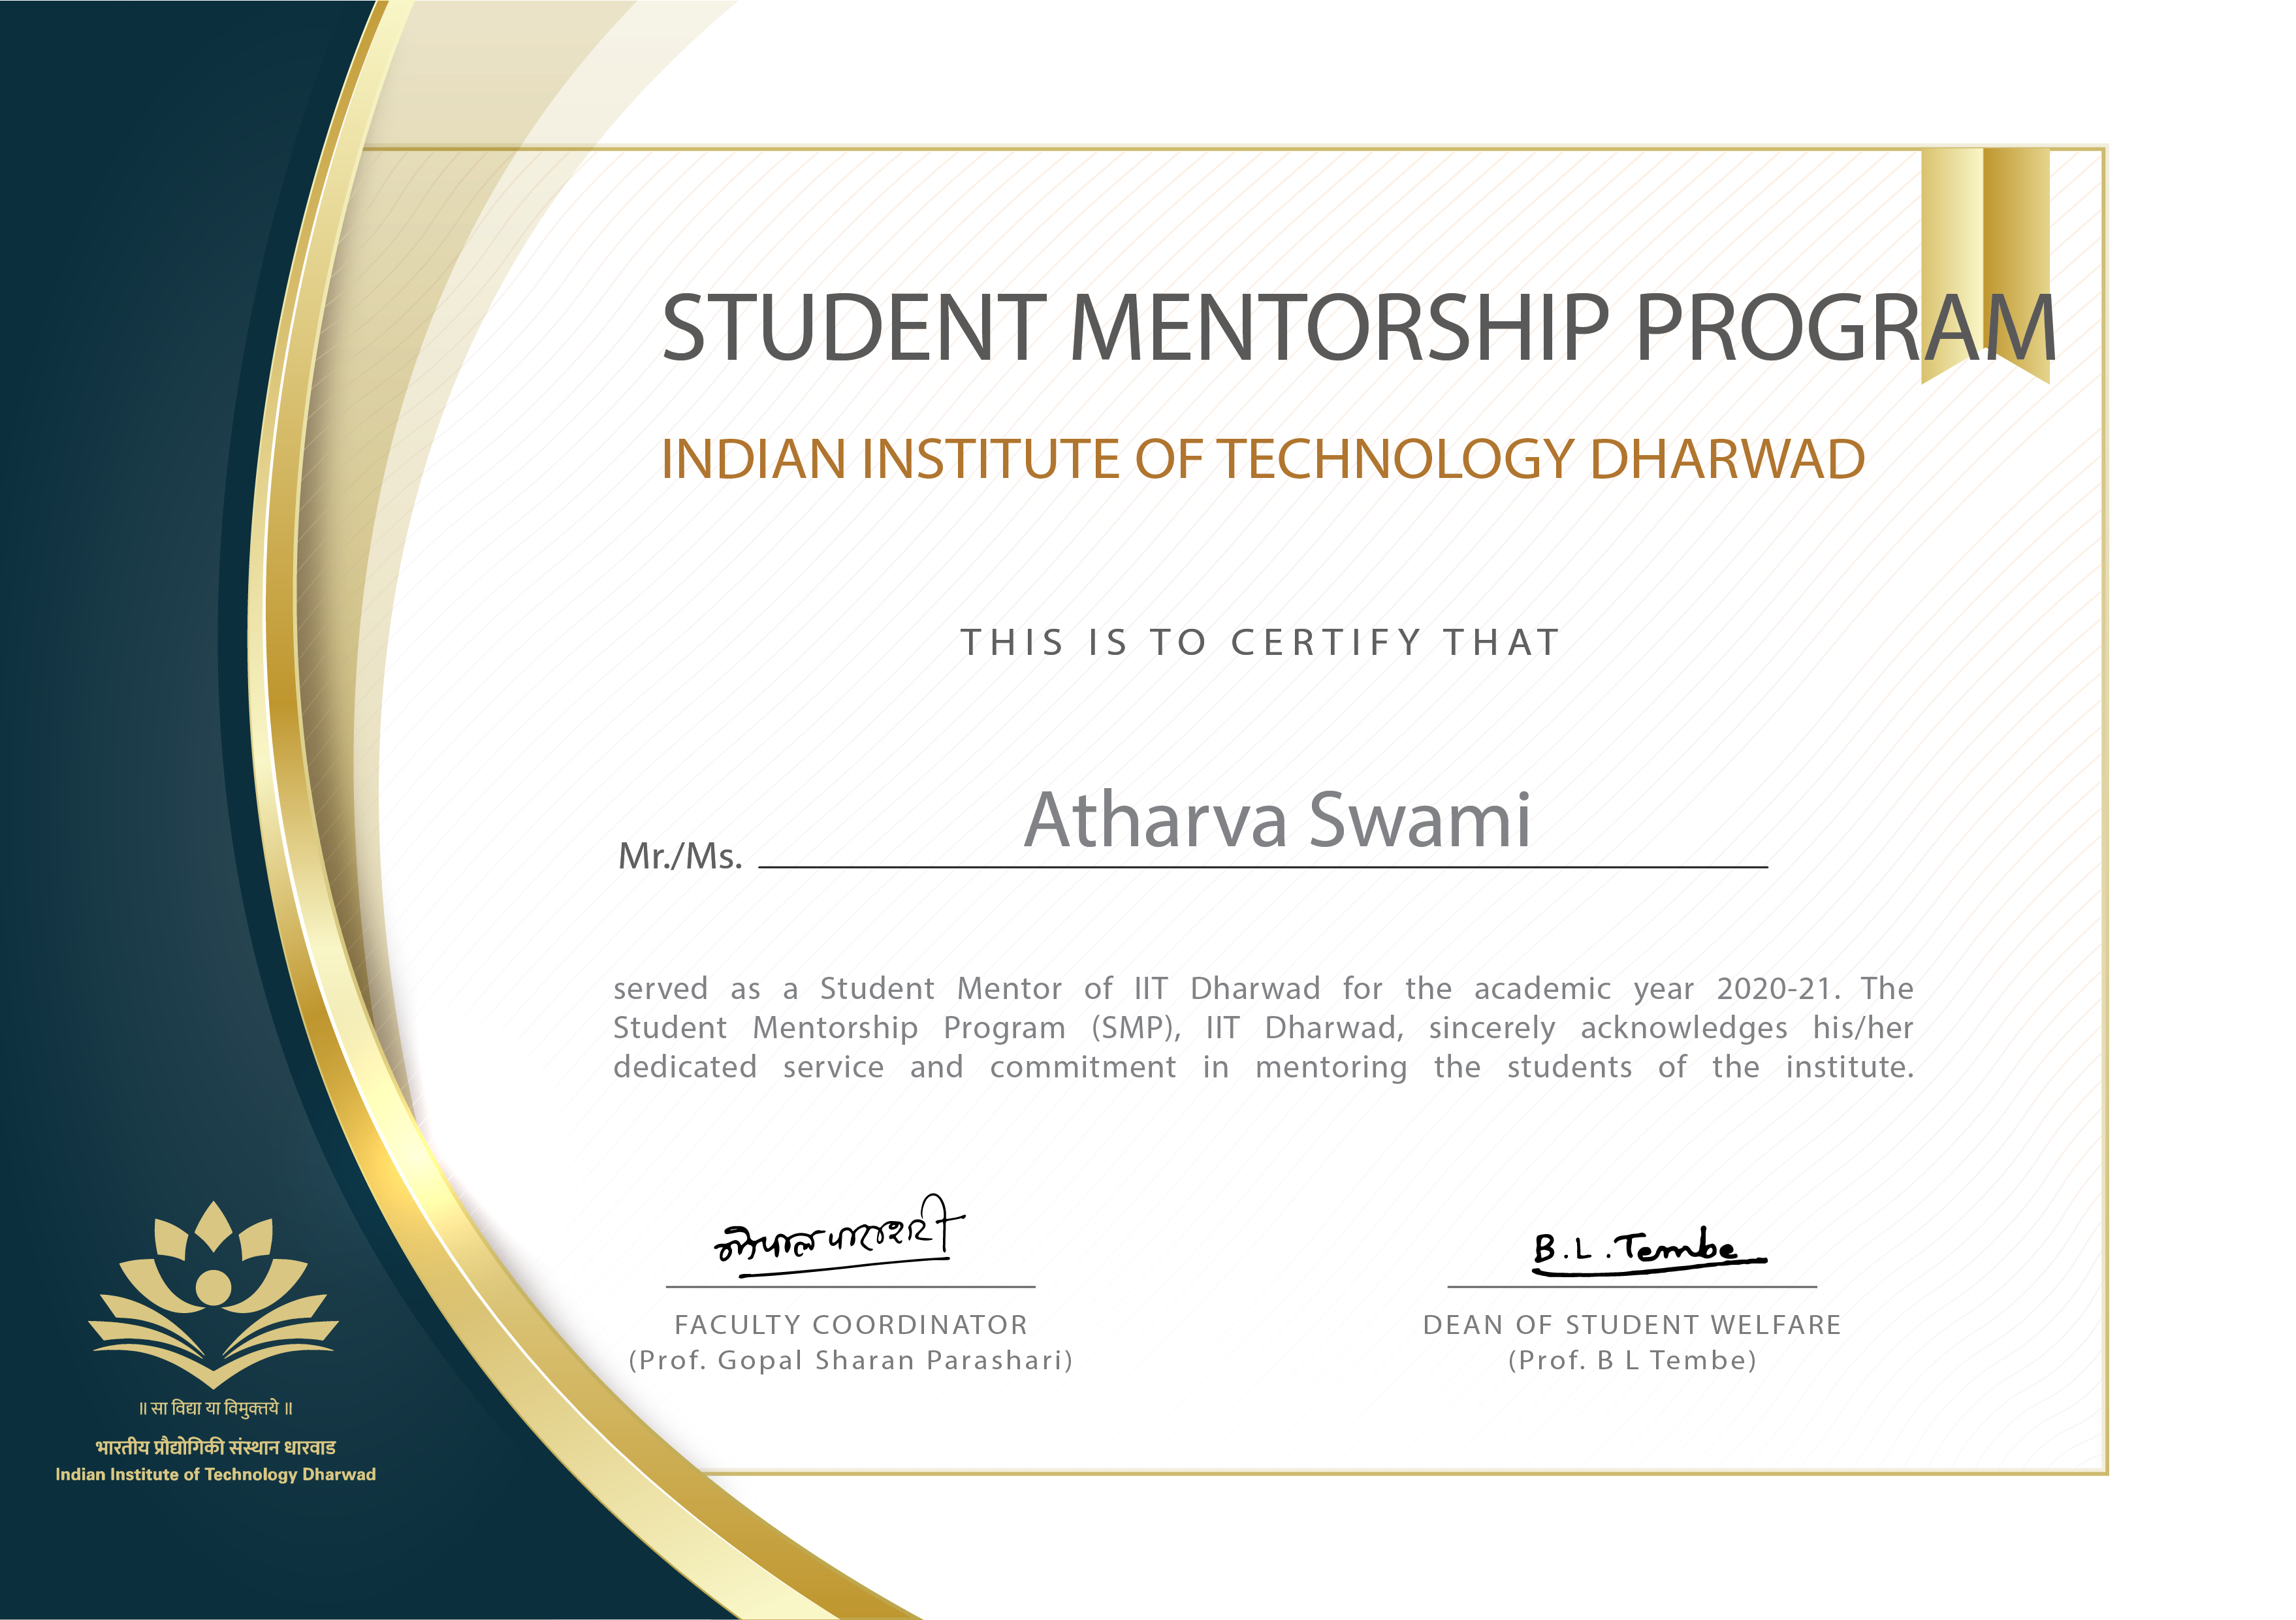 STUDENT MENTORSHIP PROGRAM
INDIAN INSTITUTE OF TECHNOLOGY DHARWAD
THIS IS TO CERTIFY THAT
Mr./Ms. Atharva Swami
served as a Student Mentor of IIT Dharwad for the academic year 2020-21. The
Student Mentorship Program (SMP), IIT Dharwad, sincerely acknowledges his/her
dedicated service and commitment in mentoring the students of the institute.
गोपाल पाराशरी
B.L.Tembe
FACULTY COORDINATOR
(Prof. Gopal Sharan Parashari)
DEAN OF STUDENT WELFARE
(Prof. B L Tembe)
॥ सा विद्या या विमुक्तये ॥
भारतीय प्रौद्योगिकी संस्थान धारवाड
Indian Institute of Technology Dharwad